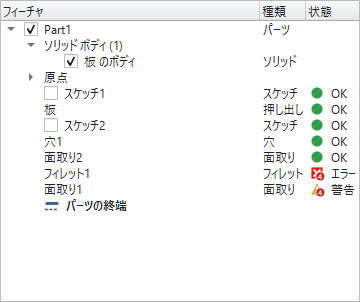 フィーチャ 種類 状態
Part1 パーツ
ソリッド ボディ (1)
板 のボディ ソリッド
原点
スケッチ1 スケッチ OK
板 押し出し OK
スケッチ2 スケッチ OK
穴1 穴 OK
面取り2 面取り OK
フィレット1 フィレット エラー
面取り1 面取り 警告
パーツの終端